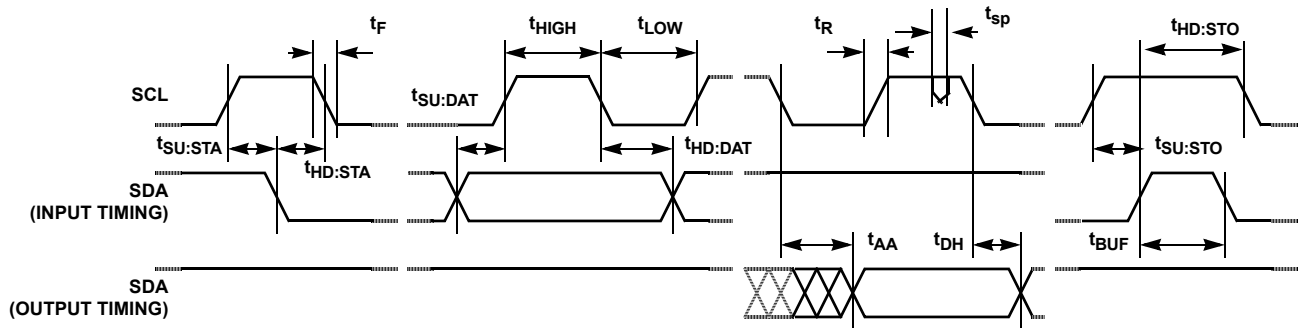 tF
tHIGH
tLOW
tR
tsp
tHD:STO
SCL
tSU:DAT
tSU:STA
tHD:STA
tHD:DAT
tSU:STO
SDA
(INPUT TIMING)
tAA
tDH
tBUF
SDA
(OUTPUT TIMING)